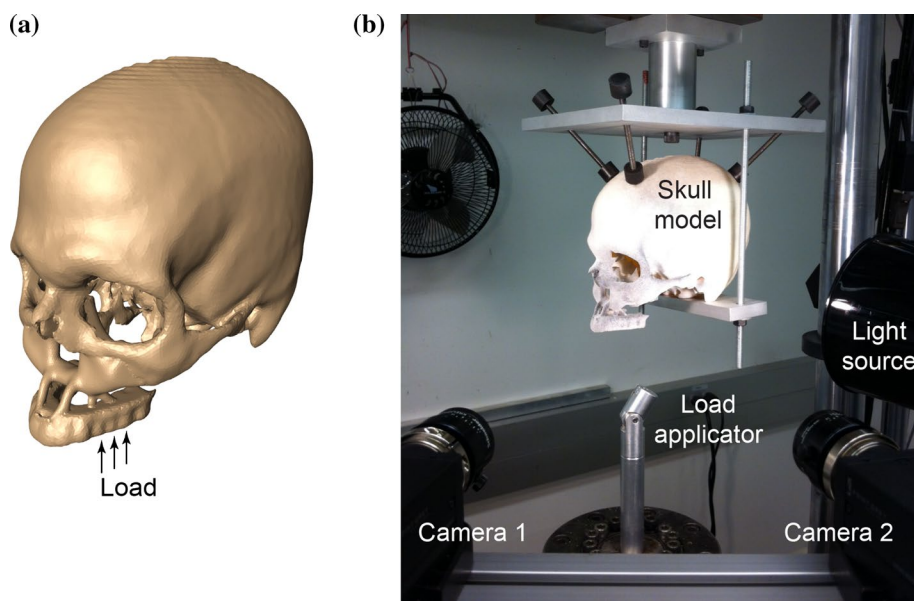 (a)
Load
(b)
Skull
model
Light
source
Load
applicator
Camera 1
Camera 2